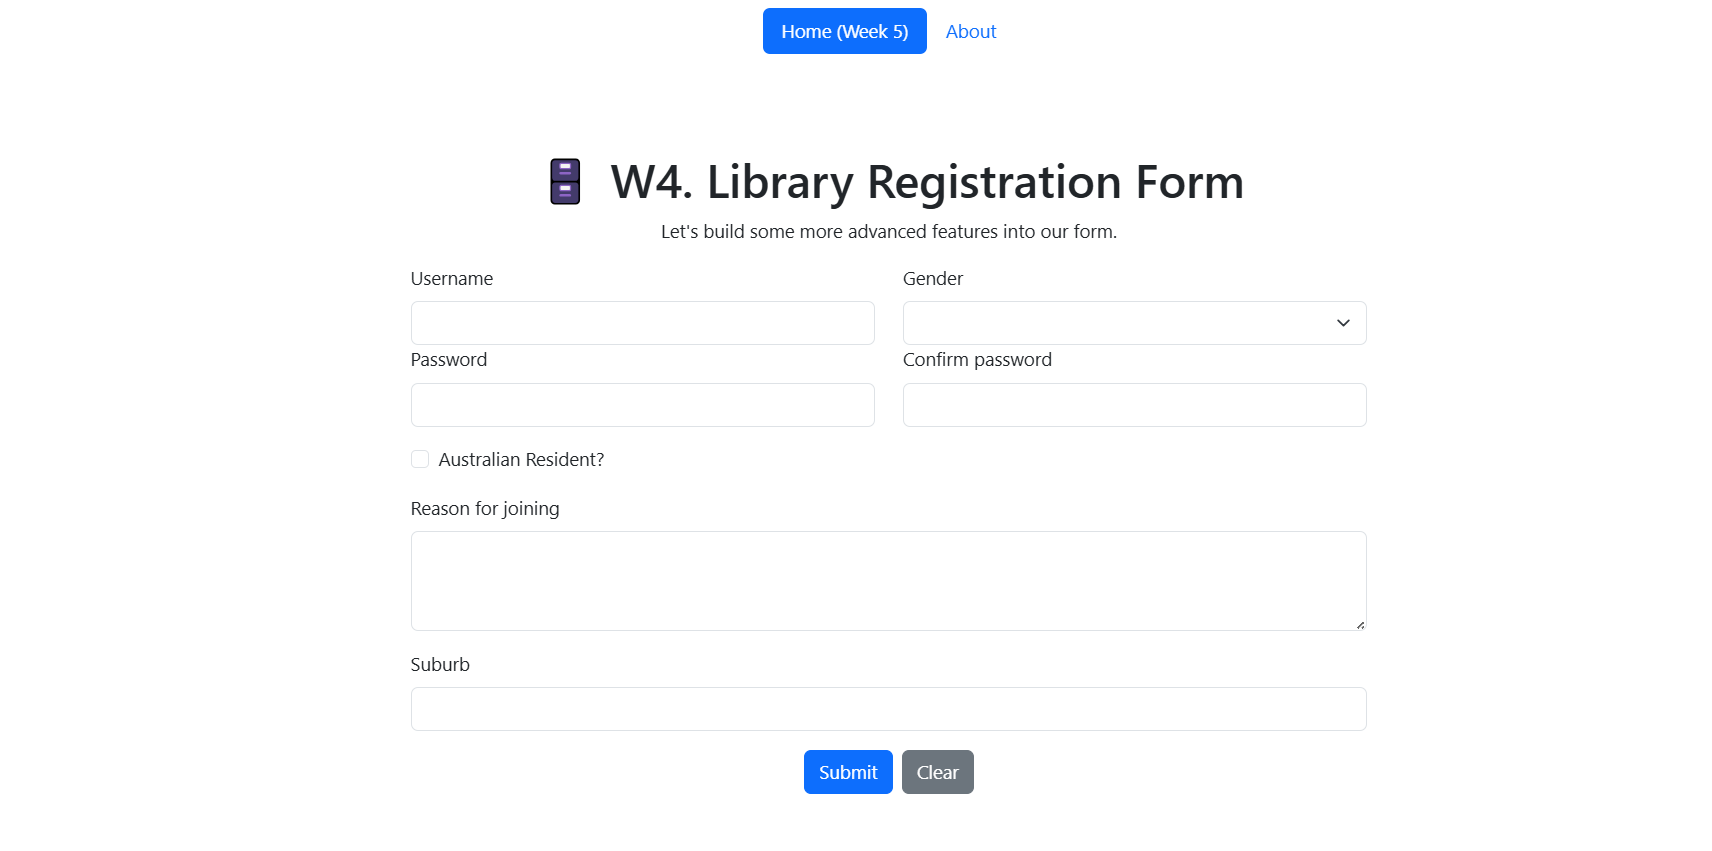 Home (Week 5) About
🗄️ W4. Library Registration Form
Let's build some more advanced features into our form.
Username Gender
Password Confirm password
Australian Resident?
Reason for joining
Suburb
Submit Clear